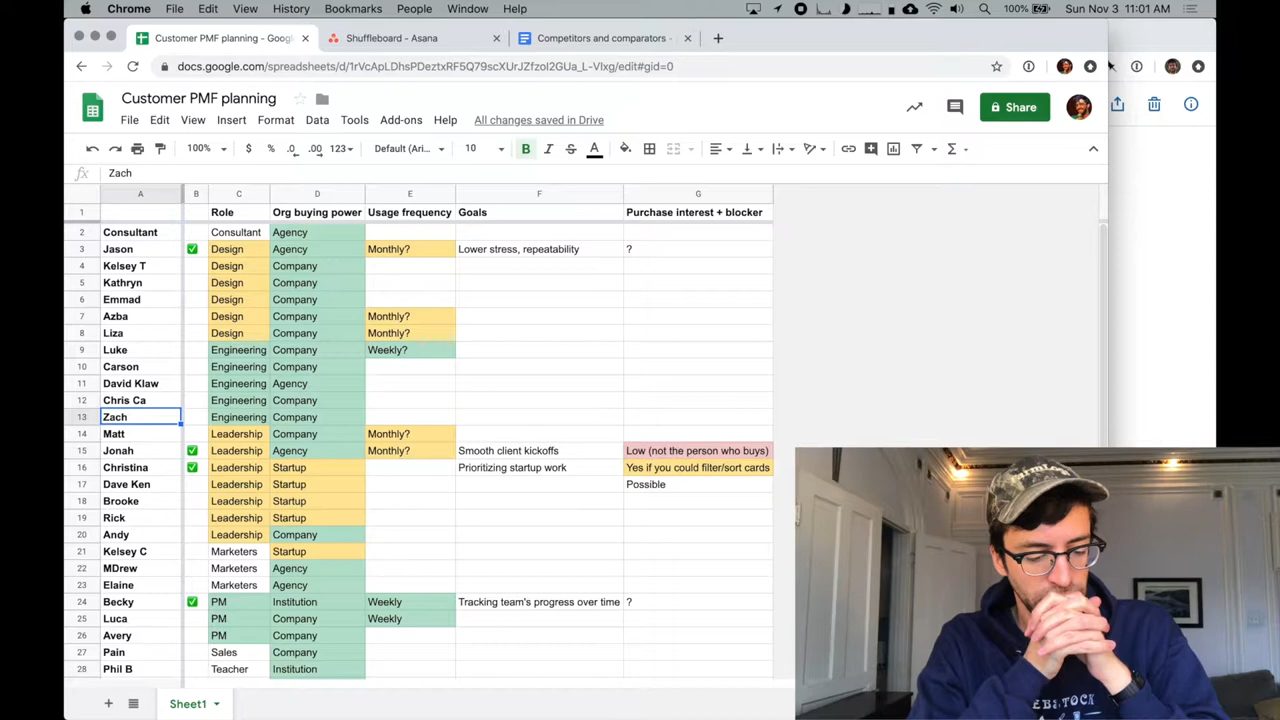 Chrome File Edit View History Bookmarks People Window Help 100% Sun Nov 3 11:01 AM
Customer PMF planning - Googl Shuffleboard - Asana Competitors and comparators -
docs.google.com/spreadsheets/d/1rVcApLDhsPDeztxRF5Q79scXUrJZfzoI2GUa_L-VIxg/edit#gid=0
Customer PMF planning
File Edit View Insert Format Data Tools Add-ons Help All changes saved in Drive Share
100% $ % .0 .00 123 Default (Ari... 10 B I S A
fx Zach
A B C D E F G
1 Role Org buying power Usage frequency Goals Purchase interest + blocker
2 Consultant Consultant Agency
3 Jason ✅ Design Agency Monthly? Lower stress, repeatability ?
4 Kelsey T Design Company
5 Kathryn Design Company
6 Emmad Design Company
7 Azba Design Company Monthly?
8 Liza Design Company Monthly?
9 Luke Engineering Company Weekly?
10 Carson Engineering Company
11 David Klaw Engineering Agency
12 Chris Ca Engineering Company
13 Zach Engineering Company
14 Matt Leadership Company Monthly?
15 Jonah ✅ Leadership Agency Monthly? Smooth client kickoffs Low (not the person who buys)
16 Christina ✅ Leadership Startup Prioritizing startup work Yes if you could filter/sort cards
17 Dave Ken Leadership Startup Possible
18 Brooke Leadership Startup
19 Rick Leadership Startup
20 Andy Leadership Company
21 Kelsey C Marketers Startup
22 MDrew Marketers Agency
23 Elaine Marketers Agency
24 Becky ✅ PM Institution Weekly Tracking team's progress over time ?
25 Luca PM Company Weekly
26 Avery PM Company
27 Pain Sales Company
28 Phil B Teacher Institution
Sheet1